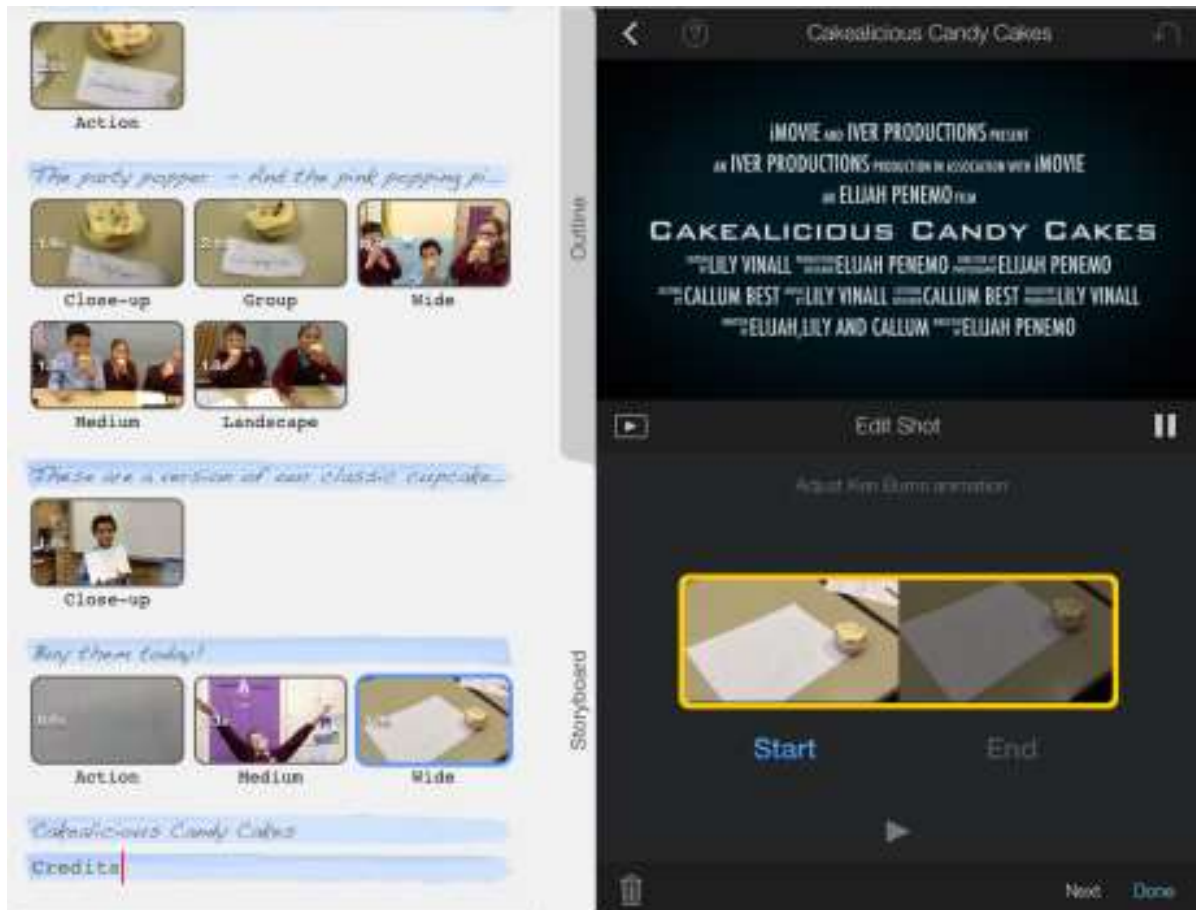 Action
The party popper - And the pink popping pi...
Close-up
Group
Wide
Medium
Landscape
These are a version of our classic cupcake...
Close-up
Buy them today!
Action
Medium
Wide
Cakealicious Candy Cakes
Credits
Outline
Storyboard
Cakealicious Candy Cakes
iMOVIE AND IVER PRODUCTIONS PRESENT
AN IVER PRODUCTIONS PRODUCTION IN ASSOCIATION WITH iMOVIE
AN ELIJAH PENEMO FILM
CAKEALICIOUS CANDY CAKES
LILY VINALL ELIJAH PENEMO ELIJAH PENEMO
CALLUM BEST LILY VINALL CALLUM BEST LILY VINALL
ELIJAH,LILY AND CALLUM ELIJAH PENEMO
Edit Shot
Adjust Ken Burns animation
Start
End
Next
Done